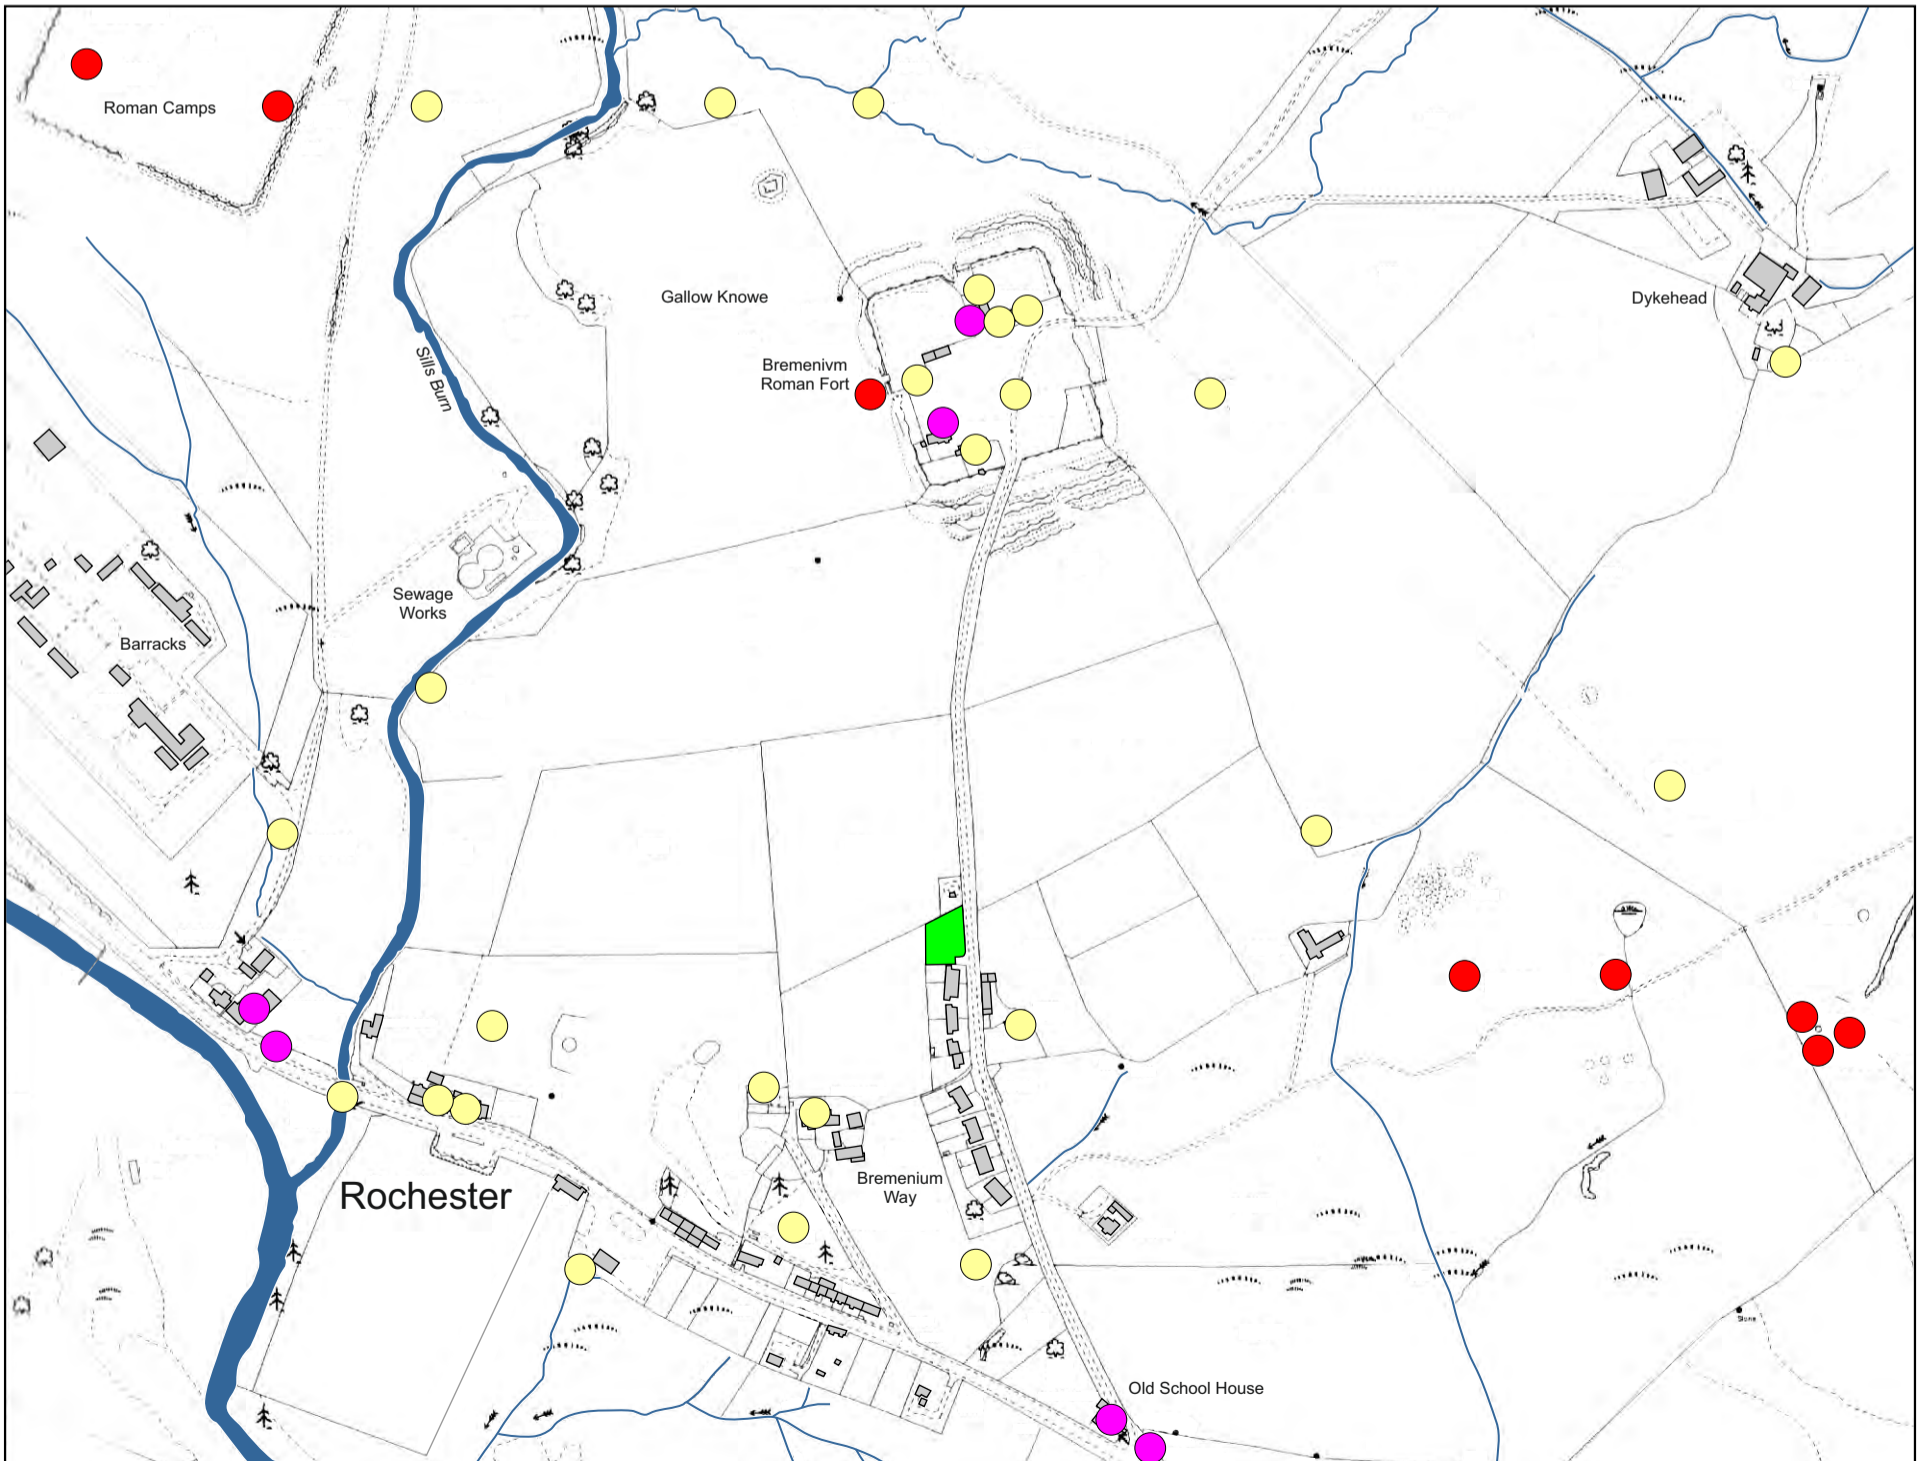 Roman Camps
Gallow Knowe
Dykehead
Bremenivm
Roman Fort
Sills Burn
Sewage
Works
Barracks
Bremenium
Way
Rochester
Stone
Old School House